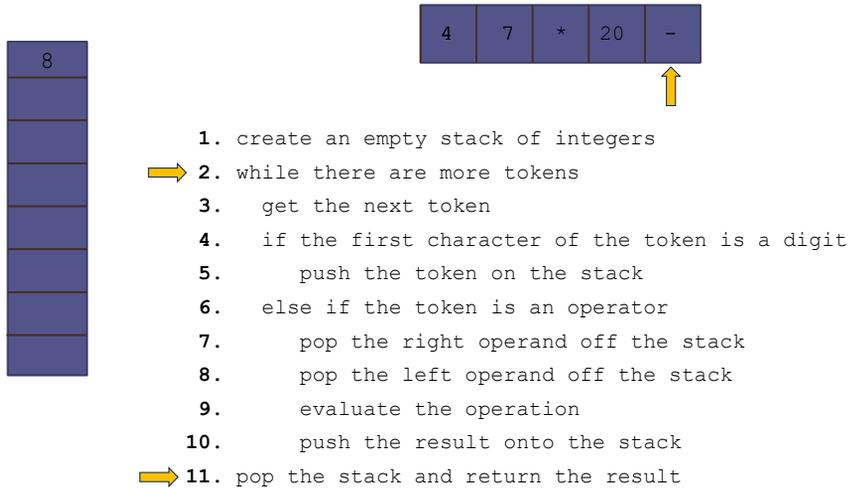 4 7 * 20 -
8
1. create an empty stack of integers
2. while there are more tokens
3. get the next token
4. if the first character of the token is a digit
5. push the token on the stack
6. else if the token is an operator
7. pop the right operand off the stack
8. pop the left operand off the stack
9. evaluate the operation
10. push the result onto the stack
11. pop the stack and return the result